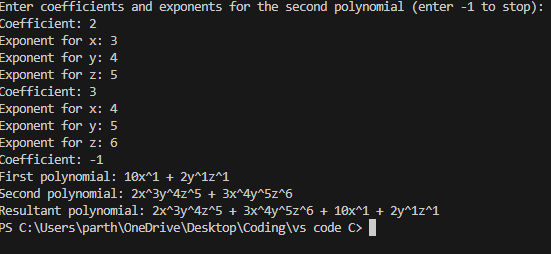 Enter coefficients and exponents for the second polynomial (enter -1 to stop):
Coefficient: 2
Exponent for x: 3
Exponent for y: 4
Exponent for z: 5
Coefficient: 3
Exponent for x: 4
Exponent for y: 5
Exponent for z: 6
Coefficient: -1
First polynomial: 10x^1 + 2y^1z^1
Second polynomial: 2x^3y^4z^5 + 3x^4y^5z^6
Resultant polynomial: 2x^3y^4z^5 + 3x^4y^5z^6 + 10x^1 + 2y^1z^1
PS C:\Users\parth\OneDrive\Desktop\Coding\vs code C>